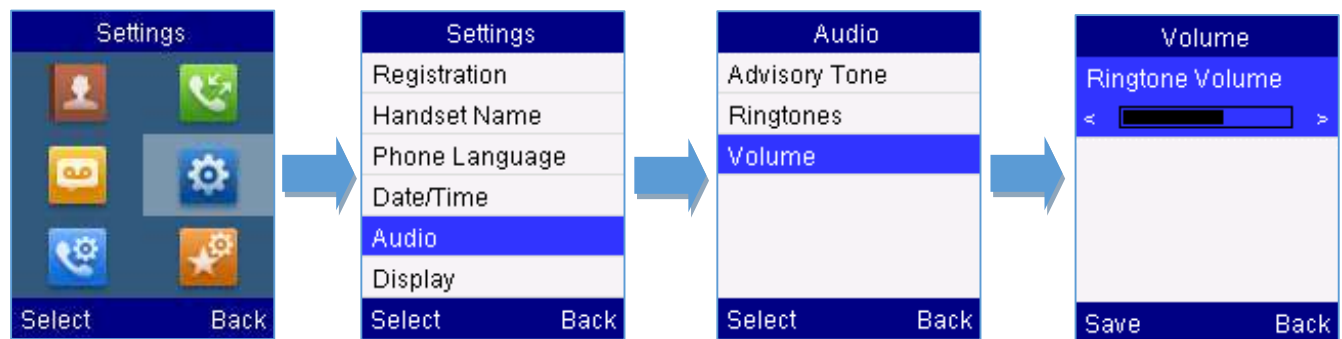 Settings
Select Back
Settings
Registration
Handset Name
Phone Language
Date/Time
Audio
Display
Select Back
Audio
Advisory Tone
Ringtones
Volume
Select Back
Volume
Ringtone Volume
< >
Save Back